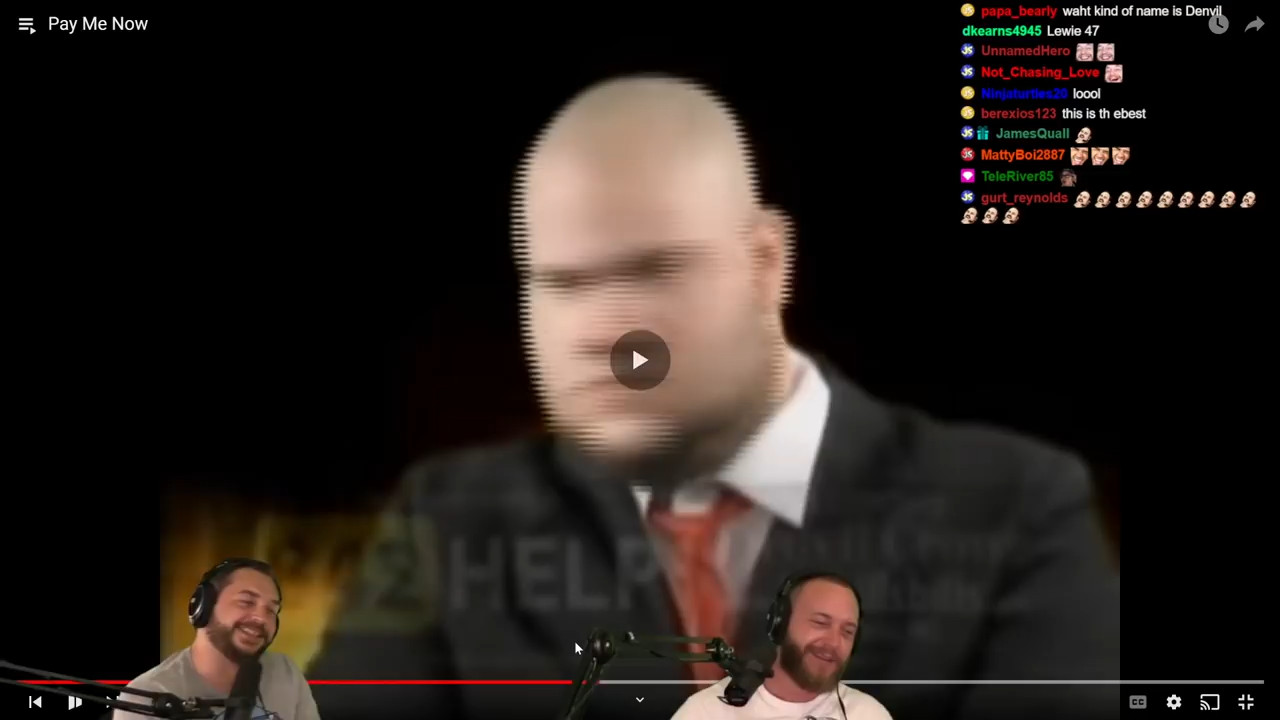 Pay Me Now
papa_bearly waht kind of name is Denvil
dkearns4945 Lewie 47
UnnamedHero
Not_Chasing_Love
Ninjaturtles20 loool
berexios123 this is th ebest
JamesQuall
MattyBoi2887
TeleRiver85
gurt_reynolds
HELP
CC